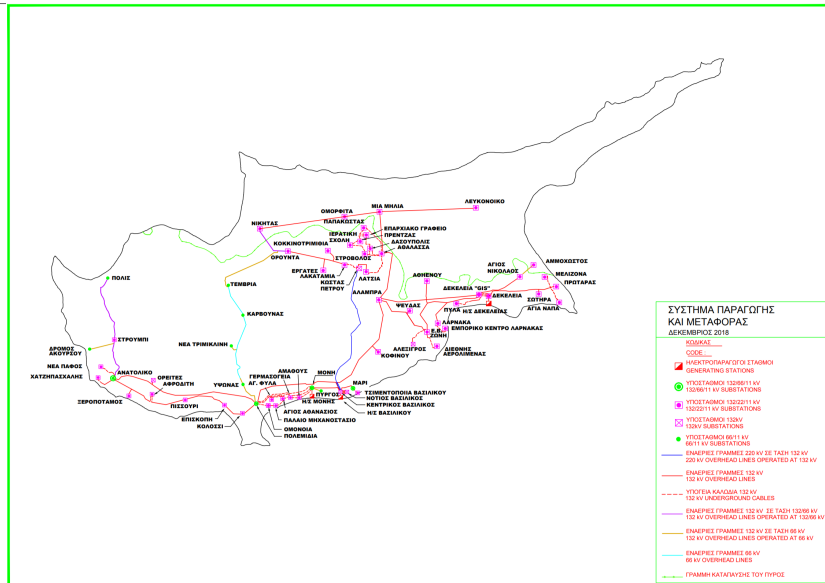 ΛΕΥΚΟΝΟΙΚΟ
ΜΙΑ ΜΗΛΙΑ
ΟΜΟΡΦΙΤΑ
ΠΑΠΑΚΩΣΤΑΣ
ΝΙΚΗΤΑΣ
ΕΠΑΡΧΙΑΚΟ ΓΡΑΦΕΙΟ
ΙΕΡΑΤΙΚΗ
ΣΧΟΛΗ
ΠΡΕΝΤΖΑΣ
ΔΑΣΟΥΠΟΛΙΣ
ΑΘΑΛΑΣΣΑ
ΚΟΚΚΙΝΟΤΡΙΜΙΘΙΑ
ΟΡΟΥΝΤΑ
ΣΤΡΟΒΟΛΟΣ
ΕΡΓΑΤΕΣ
ΛΑΚΑΤΑΜΙΑ
ΚΩΣΤΑΣ
ΠΕΤΡΟΥ
ΛΑΤΣΙΑ
ΑΘΗΕΝΟΥ
ΑΓΙΟΣ
ΝΙΚΟΛΑΟΣ
ΑΜΜΟΧΩΣΤΟΣ
ΜΕΛΙΖΟΝΑ
ΠΡΩΤΑΡΑΣ
ΠΟΛΙΣ
ΤΕΜΒΡΙΑ
ΑΛΑΜΠΡΑ
ΔΕΚΕΛΕΙΑ "GIS"
ΔΕΚΕΛΕΙΑ
ΣΩΤΗΡΑ
ΑΓΙΑ ΝΑΠΑ
ΨΕΥΔΑΣ
ΠΥΛΑ
Η/Σ ΔΕΚΕΛΕΙΑΣ
ΚΑΡΒΟΥΝΑΣ
ΛΑΡΝΑΚΑ
ΕΜΠΟΡΙΚΟ ΚΕΝΤΡΟ ΛΑΡΝΑΚΑΣ
Ε.Β.
ΖΩΝΗ
ΣΤΡΟΥΜΠΙ
ΔΡΟΜΟΣ
ΑΚΟΥΡΣΟΥ
ΝΕΑ ΤΡΙΜΙΚΛΙΝΗ
ΑΛΕΣΙΓΡΟΣ
ΔΙΕΘΝΗΣ
ΑΕΡΟΛΙΜΕΝΑΣ
ΚΟΦΙΝΟΥ
ΝΕΑ ΠΑΦΟΣ
ΑΝΑΤΟΛΙΚΟ
ΧΑΤΖΗΠΑΣΧΑΛΗΣ
ΟΡΕΙΤΕΣ
ΑΦΡΟΔΙΤΗ
ΞΕΡΟΠΟΤΑΜΟΣ
ΠΙΣΣΟΥΡΙ
ΥΨΩΝΑΣ
ΑΜΑΘΟΥΣ
ΓΕΡΜΑΣΟΓΕΙΑ
ΑΓ. ΦΥΛΑ
ΜΟΝΗ
ΜΑΡΙ
ΠΥΡΓΟΣ
Η/Σ ΜΟΝΗΣ
ΤΣΙΜΕΝΤΟΠΟΙΙΑ ΒΑΣΙΛΙΚΟΥ
ΝΟΤΙΟΣ ΒΑΣΙΛΙΚΟΣ
ΚΕΝΤΡΙΚΟΣ ΒΑΣΙΛΙΚΟΣ
Η/Σ ΒΑΣΙΛΙΚΟΥ
ΑΓΙΟΣ ΑΘΑΝΑΣΙΟΣ
ΠΑΛΑΙΟ ΜΗΧΑΝΟΣΤΑΣΙΟ
ΕΠΙΣΚΟΠΗ
ΚΟΛΟΣΣΙ
ΟΜΟΝΟΙΑ
ΠΟΛΕΜΙΔΙΑ
ΣΥΣΤΗΜΑ ΠΑΡΑΓΩΓΗΣ
ΚΑΙ ΜΕΤΑΦΟΡΑΣ
ΔΕΚΕΜΒΡΙΟΣ 2018
ΚΩΔΙΚΑΣ
CODE
ΗΛΕΚΤΡΟΠΑΡΑΓΩΓΟΙ ΣΤΑΘΜΟΙ
GENERATING STATIONS
ΥΠΟΣΤΑΘΜΟΙ 132/66/11 kV
132/66/11 kV SUBSTATIONS
ΥΠΟΣΤΑΘΜΟΙ 132/22/11 kV
132/22/11 kV SUBSTATIONS
ΥΠΟΣΤΑΘΜΟΙ 132kV
132kV SUBSTATIONS
ΥΠΟΣΤΑΘΜΟΙ 66/11 kV
66/11 kV SUBSTATIONS
ΕΝΑΕΡΙΕΣ ΓΡΑΜΜΕΣ 220 kV ΣΕ ΤΑΣΗ 132 kV
220 kV OVERHEAD LINES OPERATED AT 132 kV
ΕΝΑΕΡΙΕΣ ΓΡΑΜΜΕΣ 132 kV
132 kV OVERHEAD LINES
ΥΠΟΓΕΙΑ ΚΑΛΩΔΙΑ 132 kV
132 kV UNDERGROUND CABLES
ΕΝΑΕΡΙΕΣ ΓΡΑΜΜΕΣ 132 kV ΣΕ ΤΑΣΗ 132/66 kV
132 kV OVERHEAD LINES OPERATED AT 132/66 kV
ΕΝΑΕΡΙΕΣ ΓΡΑΜΜΕΣ 132 kV ΣΕ ΤΑΣΗ 66 kV
132 kV OVERHEAD LINES OPERATED AT 66 kV
ΕΝΑΕΡΙΕΣ ΓΡΑΜΜΕΣ 66 kV
66 kV OVERHEAD LINES
ΓΡΑΜΜΗ ΚΑΤΑΠΑΥΣΗΣ ΤΟΥ ΠΥΡΟΣ